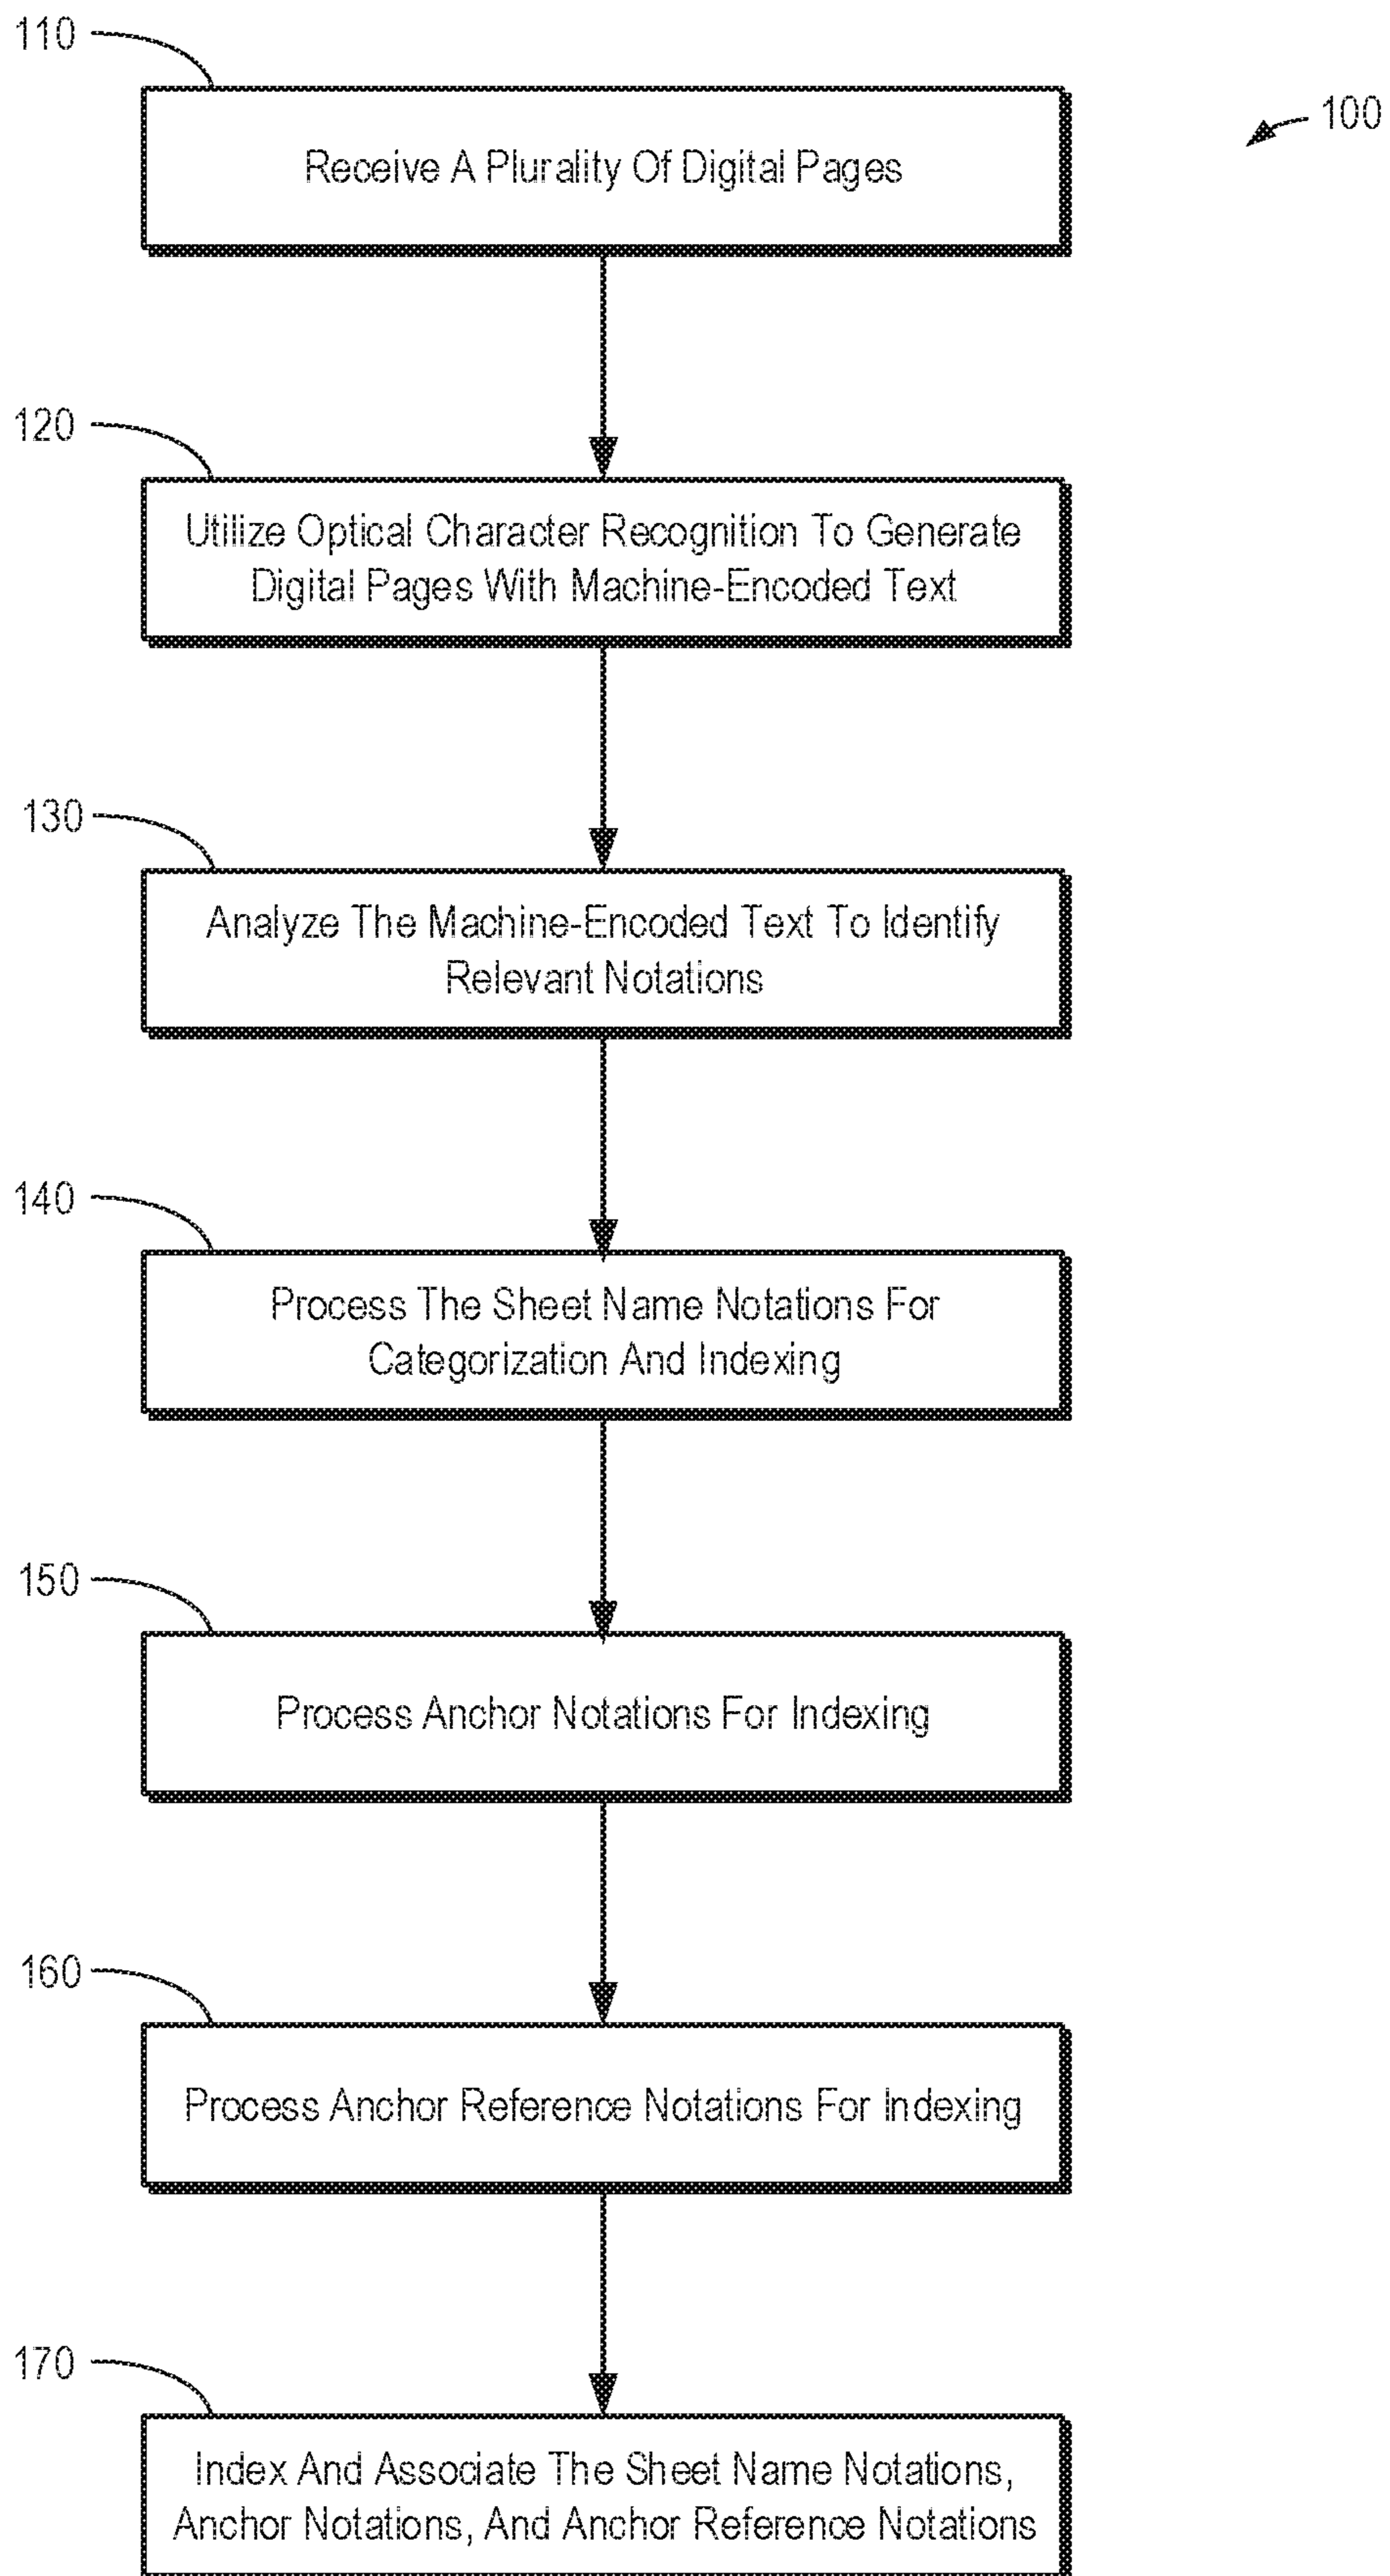 110
100
Receive A Plurality Of Digital Pages
120
Utilize Optical Character Recognition To Generate
Digital Pages With Machine-Encoded Text
130
Analyze The Machine-Encoded Text To Identify
Relevant Notations
140
Process The Sheet Name Notations For
Categorization And Indexing
150
Process Anchor Notations For Indexing
160
Process Anchor Reference Notations For Indexing
170
Index And Associate The Sheet Name Notations,
Anchor Notations, And Anchor Reference Notations